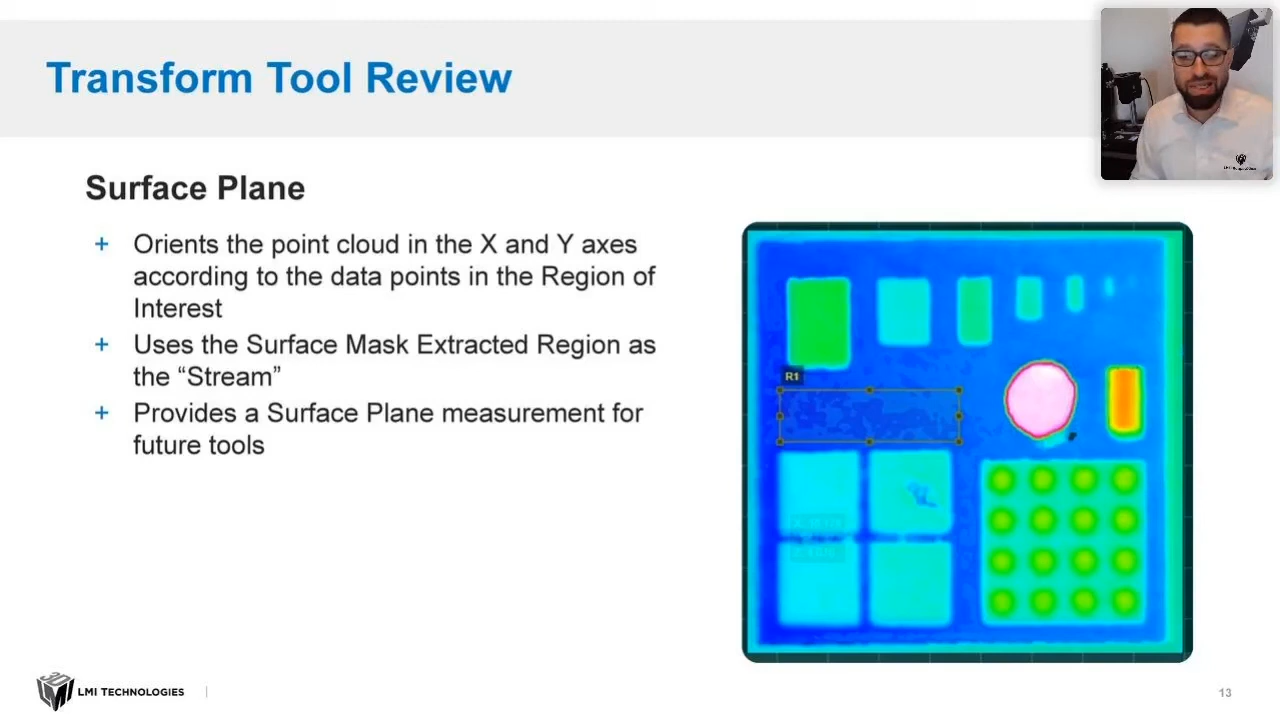 Transform Tool Review
Surface Plane
+ Orients the point cloud in the X and Y axes
according to the data points in the Region of
Interest
+ Uses the Surface Mask Extracted Region as
the “Stream”
+ Provides a Surface Plane measurement for
future tools
R1
LMI TECHNOLOGIES
13